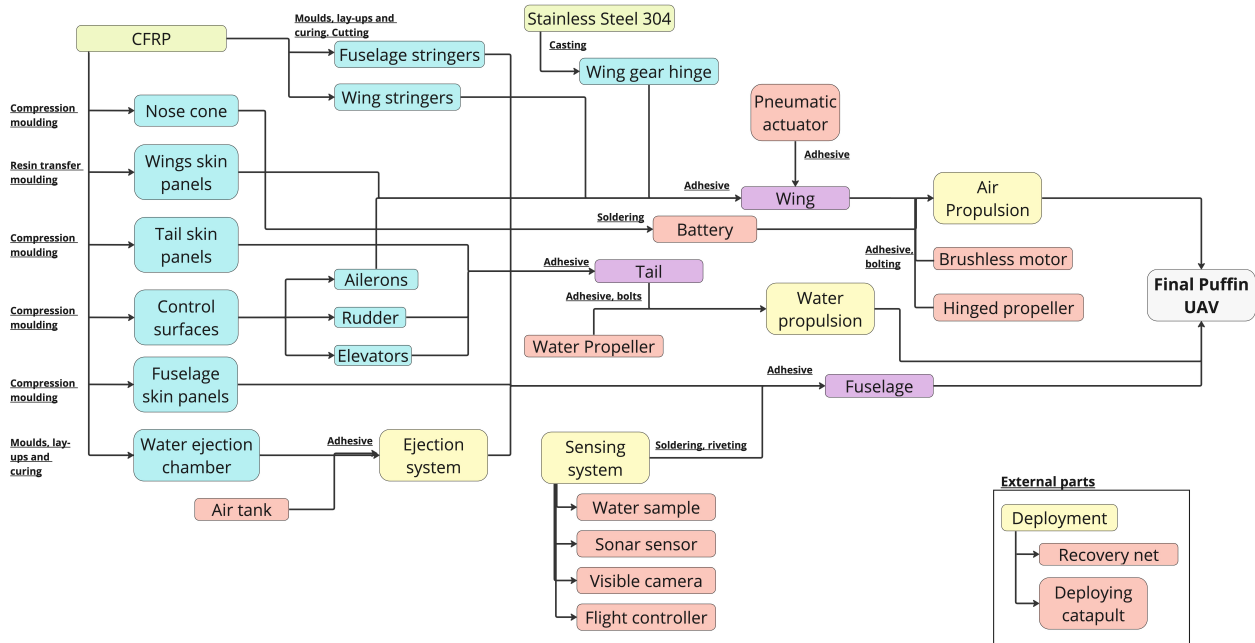 Moulds, lay-ups and
curing, Cutting
Stainless Steel 304
CFRP
Casting
Fuselage stringers
Wing gear hinge
Wing stringers
Pneumatic
actuator
Compression
moulding
Nose cone
Adhesive
Resin transfer
moulding
Wings skin
panels
Adhesive
Wing
Air
Propulsion
Soldering
Battery
Compression
moulding
Tail skin
panels
Adhesive,
bolting
Brushless motor
Adhesive
Tail
Ailerons
Adhesive, bolts
Final Puffin
UAV
Compression
moulding
Control
surfaces
Rudder
Water
propulsion
Hinged propeller
Elevators
Water Propeller
Compression
moulding
Fuselage
skin panels
Adhesive
Fuselage
Moulds, lay-
ups and
curing
Water ejection
chamber
Adhesive
Ejection
system
Sensing
system
Soldering, riveting
Air tank
Water sample
Sonar sensor
Visible camera
Flight controller
External parts
Deployment
Recovery net
Deploying
catapult